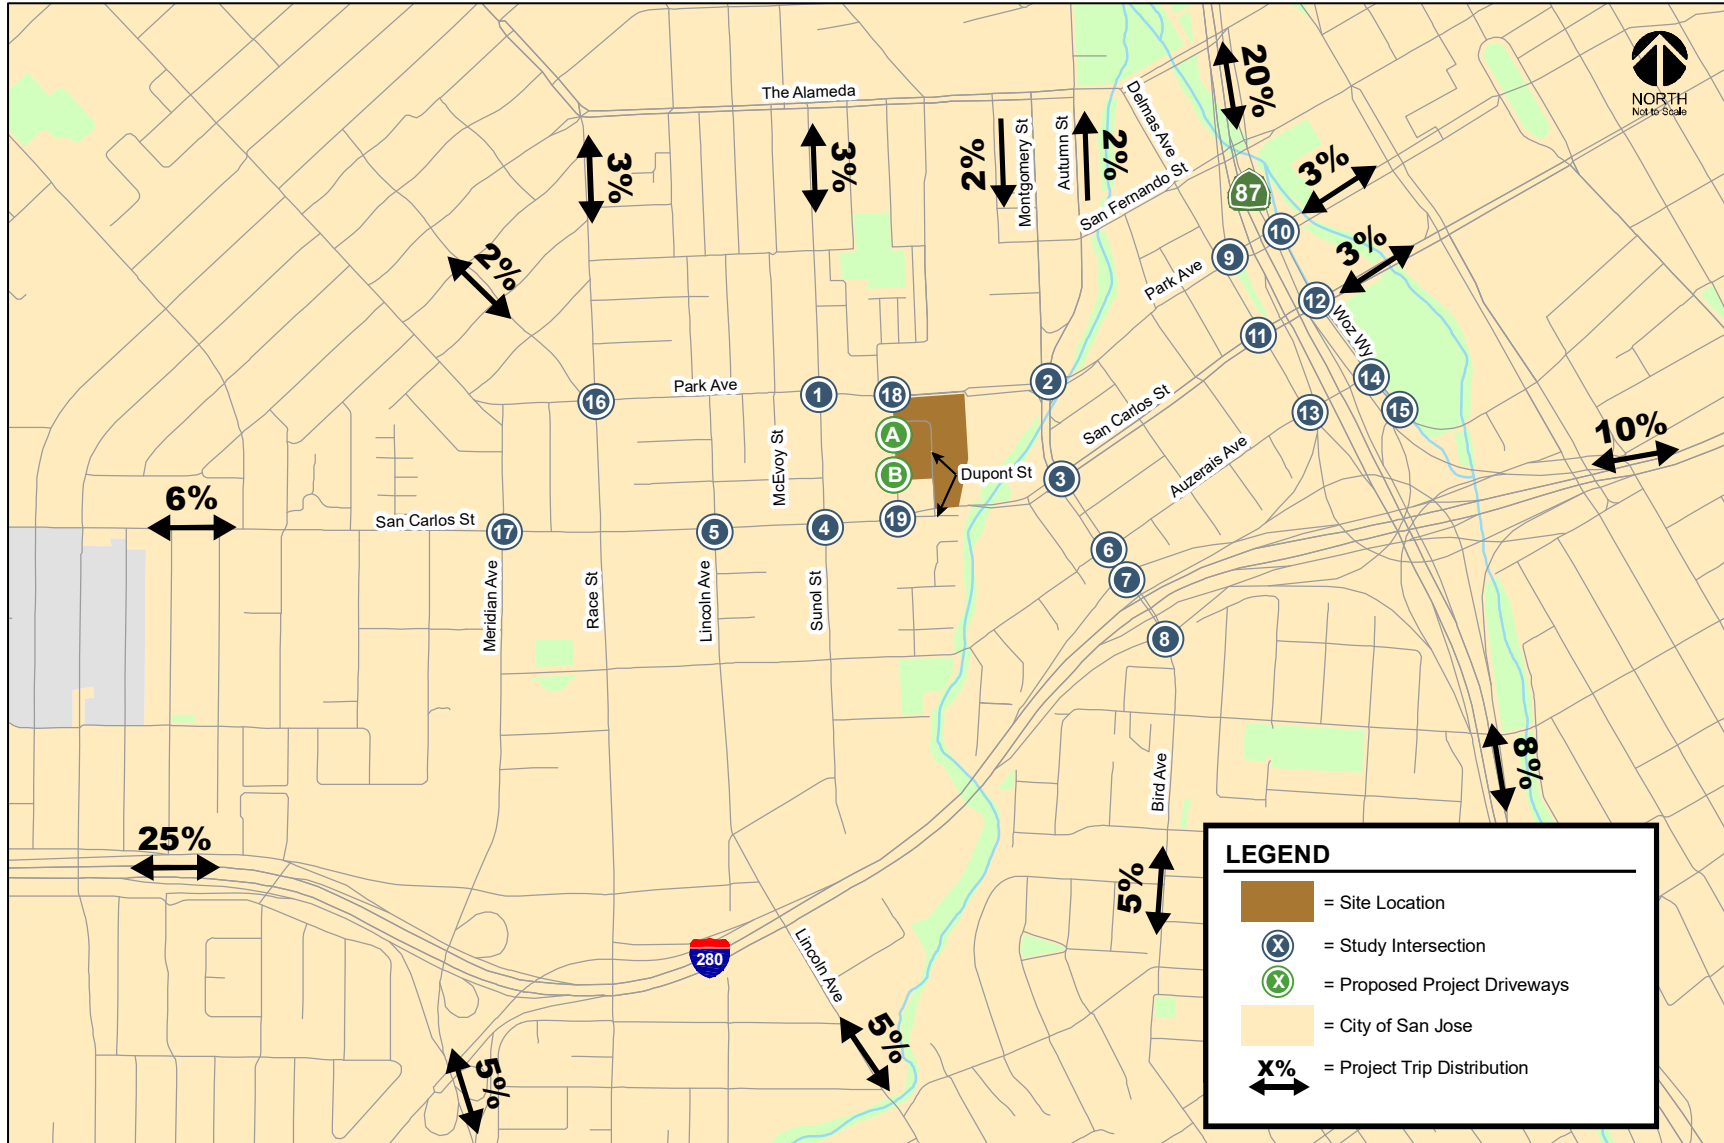 The Alameda
NORTH
Not to Scale
20%
Delmas Ave
Autumn St
Montgomery St
2%
2%
3%
3%
San Fernando St
87
3%
10
3%
9
2%
Park Ave
12
Woz Wy
11
14
2
Park Ave
1
18
16
San Carlos St
13
15
A
10%
McEvoy St
Auzerais Ave
B
Dupont St
3
6%
San Carlos St
19
17
5
4
6
7
Meridian Ave
Race St
Lincoln Ave
Sunol St
8
8%
Bird Ave
25%
5%
280
Lincoln Ave
5%
5%
LEGEND
= Site Location
X = Study Intersection
X = Proposed Project Driveways
= City of San Jose
X% = Project Trip Distribution